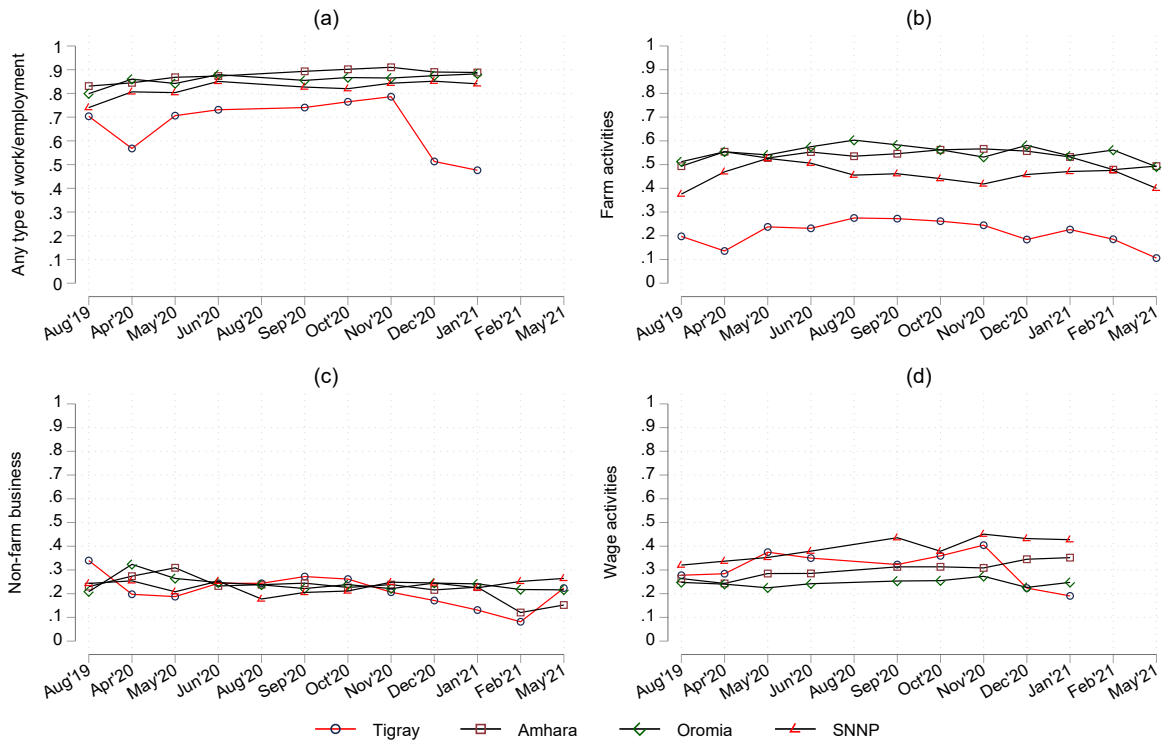 (a)
Any type of work/employment
1
.9
.8
.7
.6
.5
.4
.3
.2
.1
0
Aug'19
Apr'20
May'20
Jun'20
Aug'20
Sep'20
Oct'20
Nov'20
Dec'20
Jan'21
Feb'21
May'21
(b)
Farm activities
1
.9
.8
.7
.6
.5
.4
.3
.2
.1
0
Aug'19
Apr'20
May'20
Jun'20
Aug'20
Sep'20
Oct'20
Nov'20
Dec'20
Jan'21
Feb'21
May'21
(c)
Non-farm business
1
.9
.8
.7
.6
.5
.4
.3
.2
.1
0
Aug'19
Apr'20
May'20
Jun'20
Aug'20
Sep'20
Oct'20
Nov'20
Dec'20
Jan'21
Feb'21
May'21
(d)
Wage activities
1
.9
.8
.7
.6
.5
.4
.3
.2
.1
0
Aug'19
Apr'20
May'20
Jun'20
Aug'20
Sep'20
Oct'20
Nov'20
Dec'20
Jan'21
Feb'21
May'21
Tigray Amhara Oromia SNNP